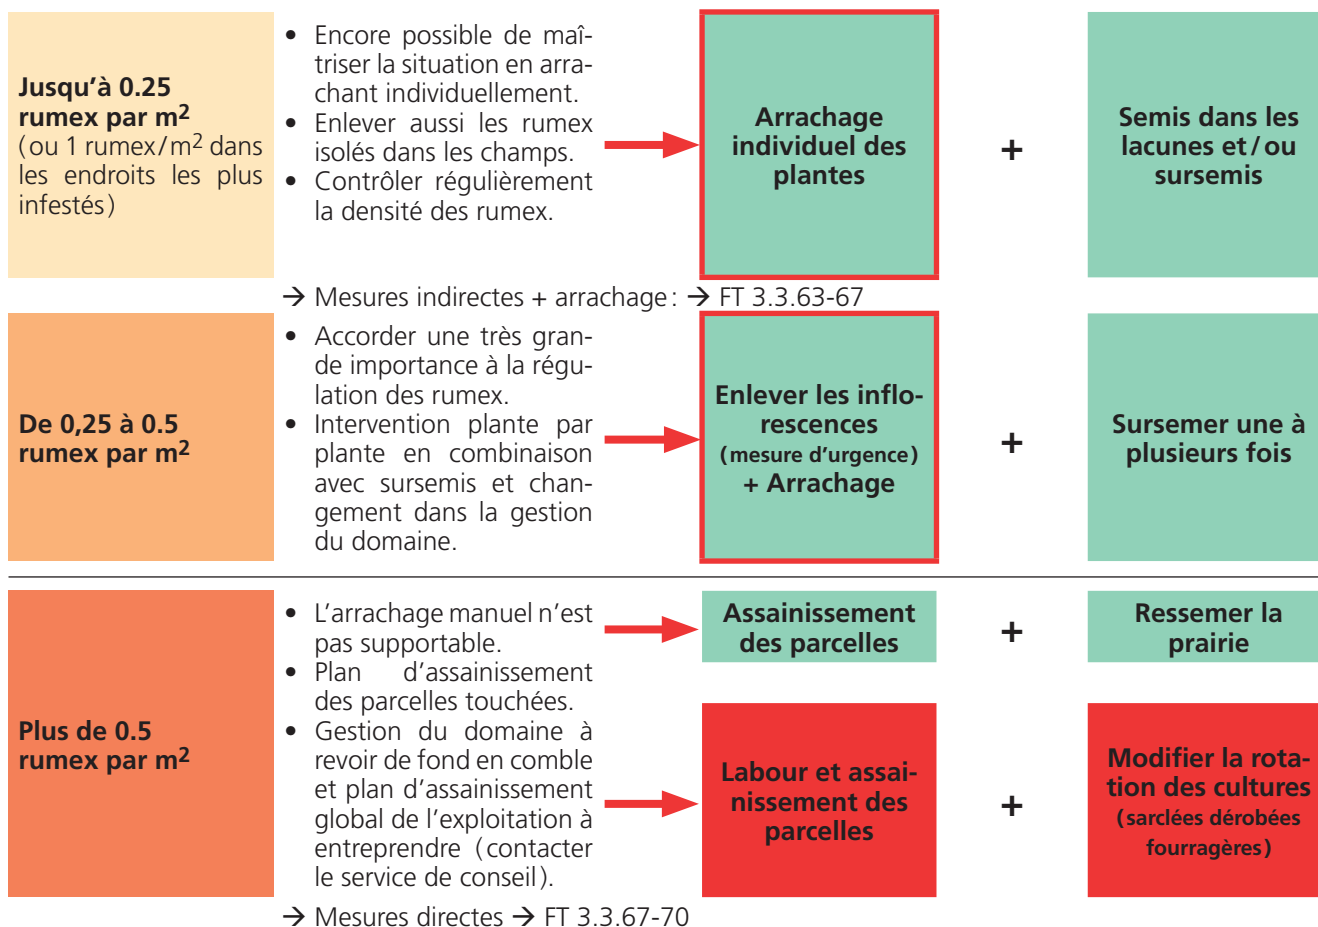 Jusqu'à 0.25
rumex par m2
(ou 1 rumex/m2 dans
les endroits les plus
infestés)
• Encore possible de maî-
triser la situation en arra-
chant individuellement.
• Enlever aussi les rumex
isolés dans les champs.
• Contrôler régulièrement
la densité des rumex.
Arrachage
individuel des
plantes
+
Semis dans les
lacunes et/ou
sursemis
→ Mesures indirectes + arrachage: → FT 3.3.63-67
De 0,25 à 0.5
rumex par m2
• Accorder une très gran-
de importance à la régu-
lation des rumex.
• Intervention plante par
plante en combinaison
avec sursemis et chan-
gement dans la gestion
du domaine.
Enlever les inflo-
rescences
(mesure d'urgence)
+ Arrachage
+
Sursemer une à
plusieurs fois
Plus de 0.5
rumex par m2
• L'arrachage manuel n'est
pas supportable.
• Plan d'assainissement
des parcelles touchées.
• Gestion du domaine à
revoir de fond en comble
et plan d'assainissement
global de l'exploitation à
entreprendre (contacter
le service de conseil).
Assainissement
des parcelles
+
Ressemer la
prairie
Labour et assai-
nissement des
parcelles
+
Modifier la rota-
tion des cultures
(sarclées dérobées
fourragères)
→ Mesures directes → FT 3.3.67-70